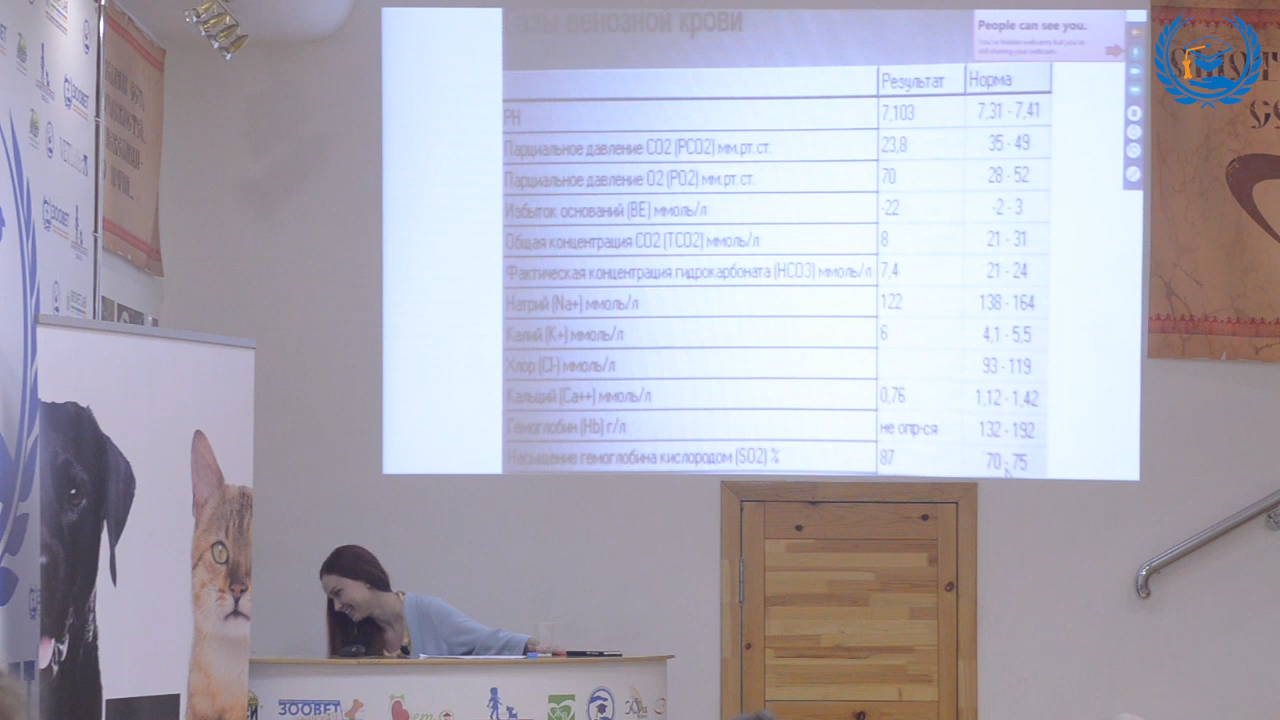 Газы венозной крови
People can see you.
Результат Норма
PH 7,103 7,31 - 7,41
Парциальное давление CO2 (PCO2) мм.рт.ст. 23,8 35 - 49
Парциальное давление O2 (PO2) мм.рт.ст. 70 28 - 52
Избыток оснований (BE) ммоль/л -22 -2 - 3
Общая концентрация CO2 (TCO2) ммоль/л 8 21 - 31
Фактическая концентрация гидрокарбоната (HCO3) ммоль/л 7,4 21 - 24
Натрий (Na+) ммоль/л 122 138 - 164
Калий (K+) ммоль/л 6 4,1 - 5,5
Хлор (Cl-) ммоль/л 93 - 119
Кальций (Ca++) ммоль/л 0,76 1,12 - 1,42
Гемоглобин (Hb) г/л не опр-ся 132 - 192
Насыщение гемоглобина кислородом (SO2) % 87 70 - 75
ЗООВЕТ
ЗООВЕТ
ЗООВЕТ